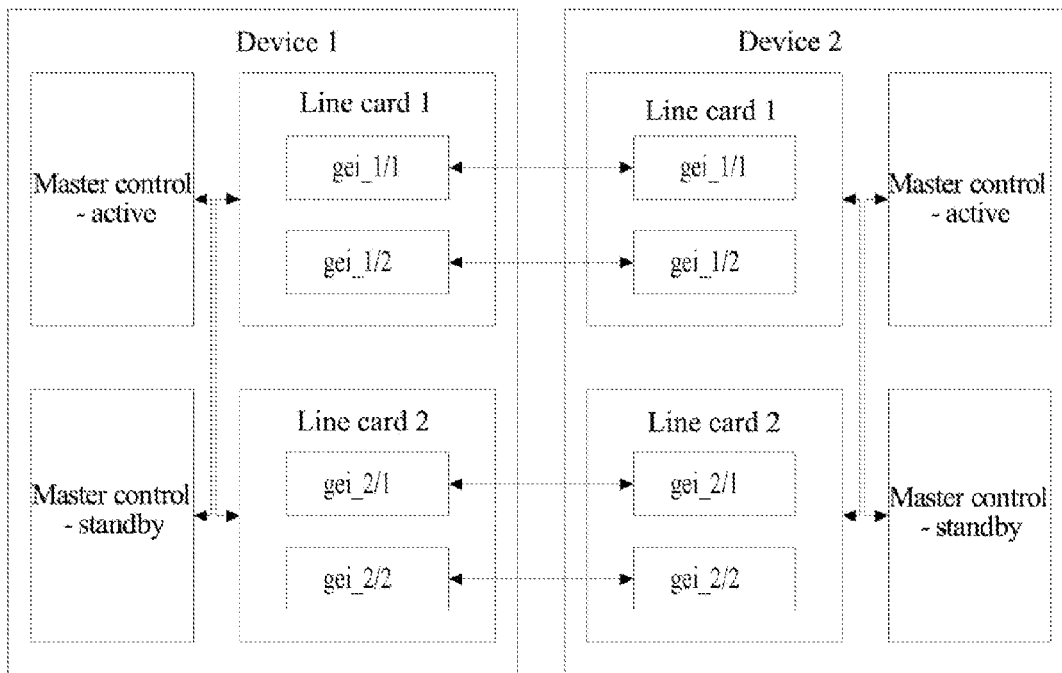 Device 1
Master control
- active
Line card 1
gei_1/1
gei_1/2
Master control
- standby
Line card 2
gei_2/1
gei_2/2
Device 2
Line card 1
gei_1/1
gei_1/2
Master control
- active
Line card 2
gei_2/1
gei_2/2
Master control
- standby